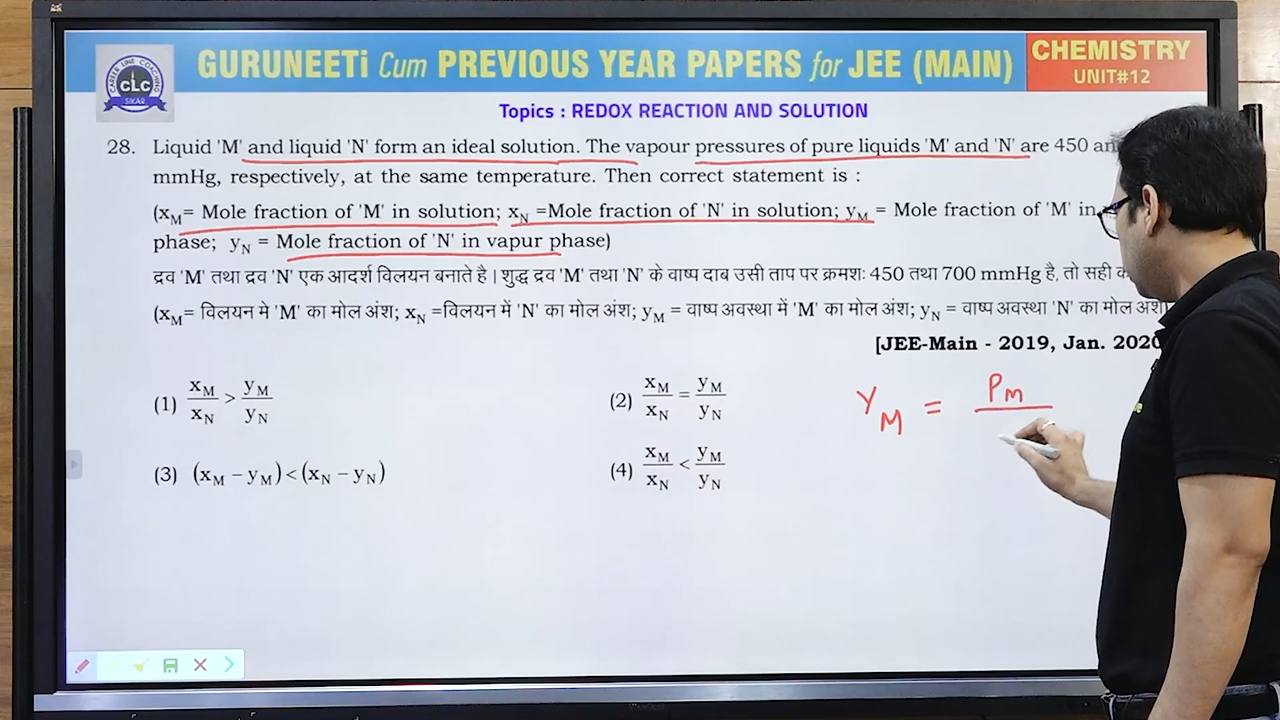 GURUNEETi Cum PREVIOUS YEAR PAPERS for JEE (MAIN)
CHEMISTRY
UNIT#12
CAREER LINE COACHING
CLC
SIKAR
Topics : REDOX REACTION AND SOLUTION
28. Liquid 'M' and liquid 'N' form an ideal solution. The vapour pressures of pure liquids 'M' and 'N' are 450
mmHg, respectively, at the same temperature. Then correct statement is :
(xM= Mole fraction of 'M' in solution; xN =Mole fraction of 'N' in solution; yM = Mole fraction of 'M' in
phase; yN = Mole fraction of 'N' in vapur phase)
द्रव 'M' तथा द्रव 'N' एक आदर्श विलयन बनाते है। शुद्ध द्रव 'M' तथा 'N' के वाष्प दाब उसी ताप पर क्रमशः 450 तथा 700 mmHg है, तो सही
(xM= विलयन मे 'M' का मोल अंश; xN =विलयन में 'N' का मोल अंश; yM = वाष्प अवस्था में 'M' का मोल अंश; yN = वाष्प अवस्था 'N' का मोल अंश
[JEE-Main - 2019, Jan. 2020
(1) xM/xN > yM/yN
(2) xM/xN = yM/yN
YM = PM
(3) (xM − yM) < (xN − yN)
(4) xM/xN < yM/yN